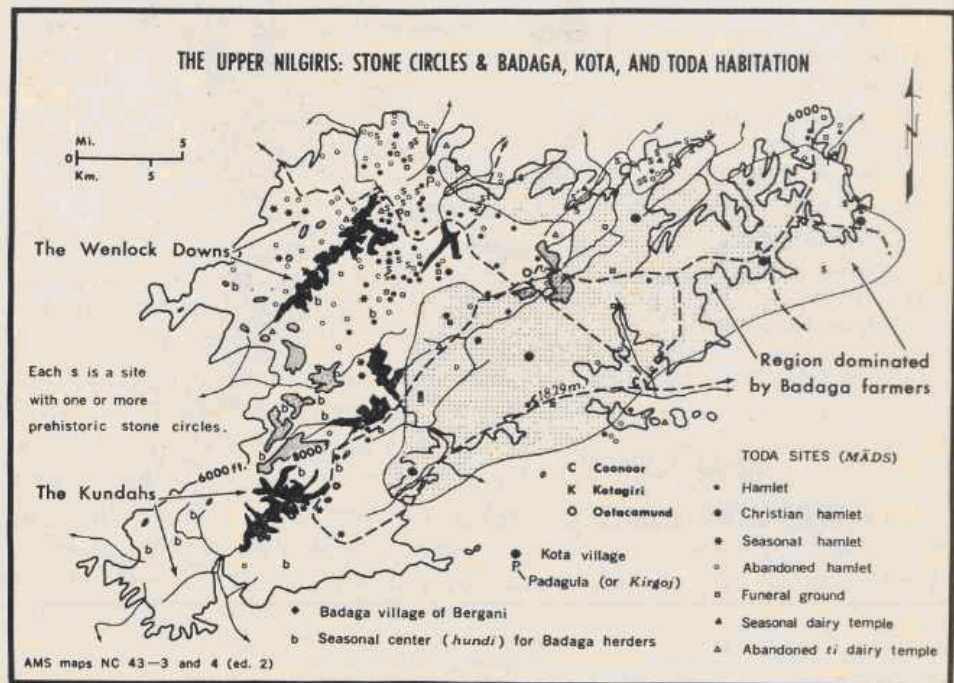 THE UPPER NILGIRIS: STONE CIRCLES & BADAGA, KOTA, AND TODA HABITATION
Mi.
0 5
Km. 5
6000
P
The Wenlock Downs
K
O
s
b
b
b
Each s is a site
with one or more
prehistoric stone circles.
1829 m.
C
Region dominated
by Badaga farmers
b
8000
6000 ft.
The Kundahs
b
b
b
C Coonoor
K Kotagiri
O Ootacamund
Kota village
P Padagula (or Kirgoj)
Badaga village of Bergani
b Seasonal center (hundi) for Badaga herders
TODA SITES (MĀDS)
Hamlet
Christian hamlet
Seasonal hamlet
Abandoned hamlet
Funeral ground
Seasonal dairy temple
Abandoned ti dairy temple
AMS maps NC 43—3 and 4 (ed. 2)